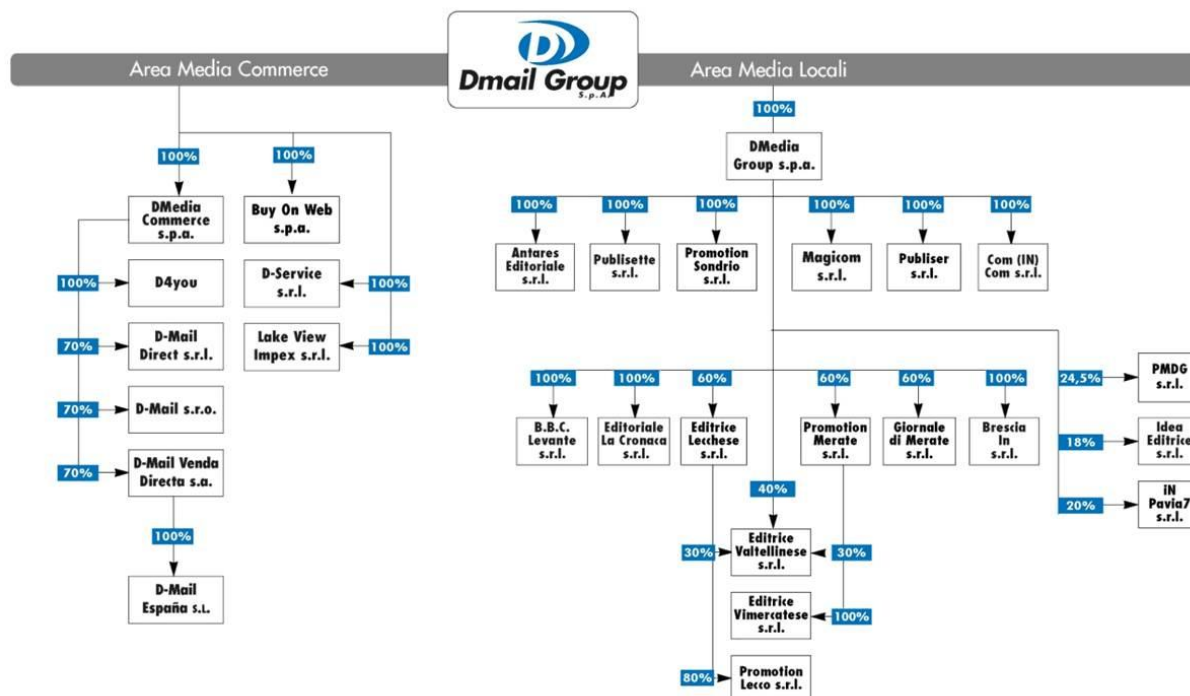 Area Media Commerce
D
Dmail Group
S.p.A.
Area Media Locali
100%
DMedia
Group s.p.a.
100%
100%
DMedia
Commerce
s.p.a.
Buy On Web
s.p.a.
100%
100%
100%
100%
100%
100%
Antares
Editoriale
s.r.l.
Publisette
s.r.l.
Promotion
Sondrio
s.r.l.
Magicom
s.r.l.
Publiser
s.r.l.
Com (IN)
Com s.r.l.
100%
D4you
D-Service
s.r.l.
100%
70%
D-Mail
Direct s.r.l.
Lake View
Impex s.r.l.
100%
70%
D-Mail s.r.o.
70%
D-Mail Venda
Directa s.a.
100%
D-Mail
España S.L.
100%
100%
60%
60%
60%
100%
B.B.C.
Levante
s.r.l.
Editoriale
La Cronaca
s.r.l.
Editrice
Lecchese
s.r.l.
Promotion
Merate
s.r.l.
Giornale
di Merate
s.r.l.
Brescia
In
s.r.l.
24,5%
PMDG
s.r.l.
18%
Idea
Editrice
s.r.l.
20%
iN
Pavia7
s.r.l.
40%
30%
Editrice
Valtellinese
s.r.l.
30%
Editrice
Vimercatese
s.r.l.
100%
80%
Promotion
Lecco s.r.l.